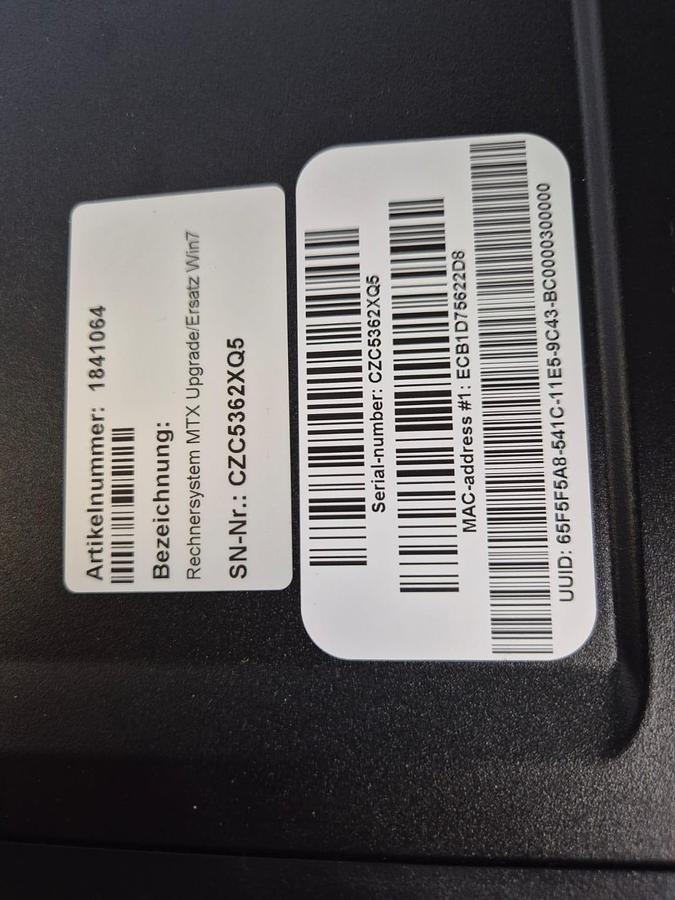 Artikelnummer: 1841064
Bezeichnung:
Rechnersystem MTX Upgrade/Ersatz Win7
SN-Nr.: CZC5362XQ5
Serial-number: CZC5362XQ5
MAC-address #1: ECB1D75622D8
UUID: 65F5F5A8-541C-11E5-9C43-BC0000300000